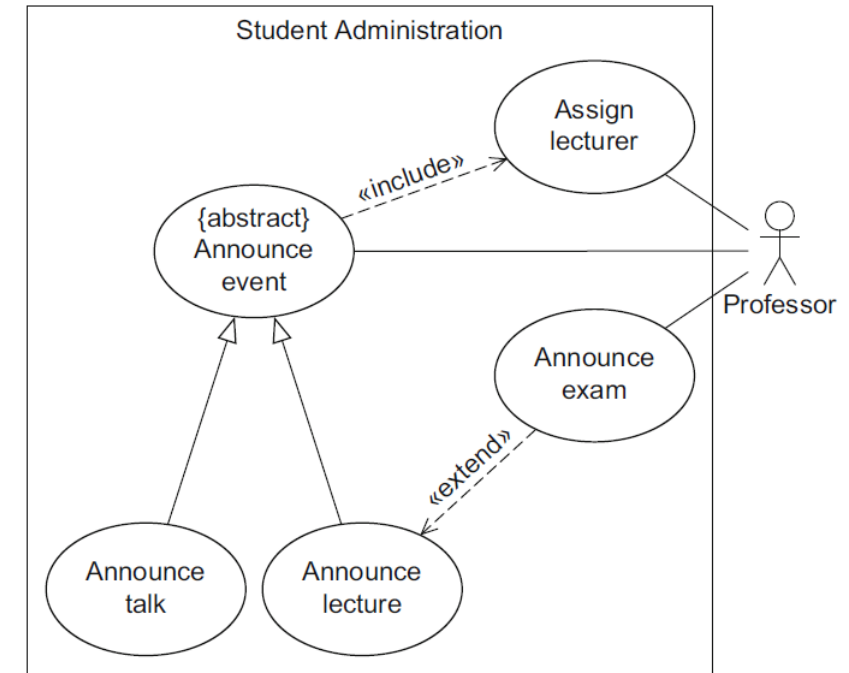 Student Administration
Assign
lecturer
«include»
{abstract}
Announce
event
Professor
Announce
exam
«extend»
Announce
talk
Announce
lecture